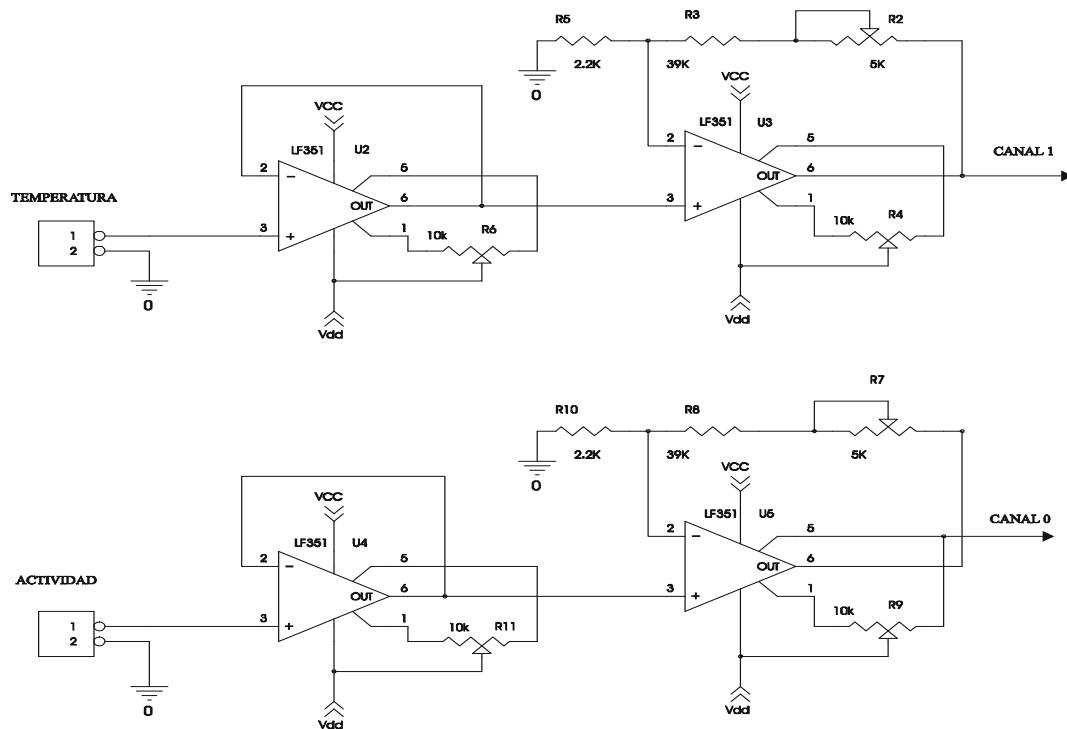 R5
R3
R2
2.2K
39K
5K
0
VCC
LF351
U3
2
5
6
OUT
3
1
10k
R4
Vdd
CANAL 1
VCC
LF351
U2
2
5
6
OUT
3
1
10k
R6
Vdd
TEMPERATURA
1
2
0
R7
R10
R8
2.2K
39K
5K
0
VCC
LF351
U5
2
5
6
OUT
3
1
10k
R9
Vdd
CANAL 0
VCC
LF351
U4
2
5
6
OUT
3
1
10k
R11
Vdd
ACTIVIDAD
1
2
0